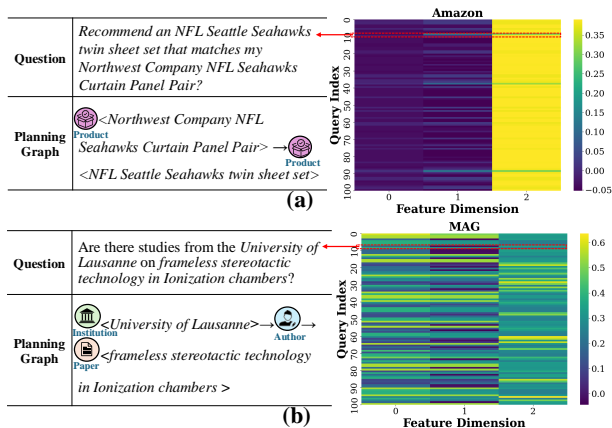 Question
Recommend an NFL Seattle Seahawks
twin sheet set that matches my
Northwest Company NFL Seahawks
Curtain Panel Pair?
Planning
Graph
Product
<Northwest Company NFL
Seahawks Curtain Panel Pair> →
Product
<NFL Seattle Seahawks twin sheet set>
(a)
Amazon
Query Index
0
10
20
30
40
50
60
70
80
90
100
0
1
2
Feature Dimension
0.35
0.30
0.25
0.20
0.15
0.10
0.05
0.00
−0.05
Question
Are there studies from the University of
Lausanne on frameless stereotactic
technology in Ionization chambers?
Planning
Graph
Institution
<University of Lausanne>→
Author
→
Paper
<frameless stereotactic technology
in Ionization chambers >
(b)
MAG
Query Index
0
10
20
30
40
50
60
70
80
90
100
0
1
2
Feature Dimension
0.6
0.5
0.4
0.3
0.2
0.1
0.0